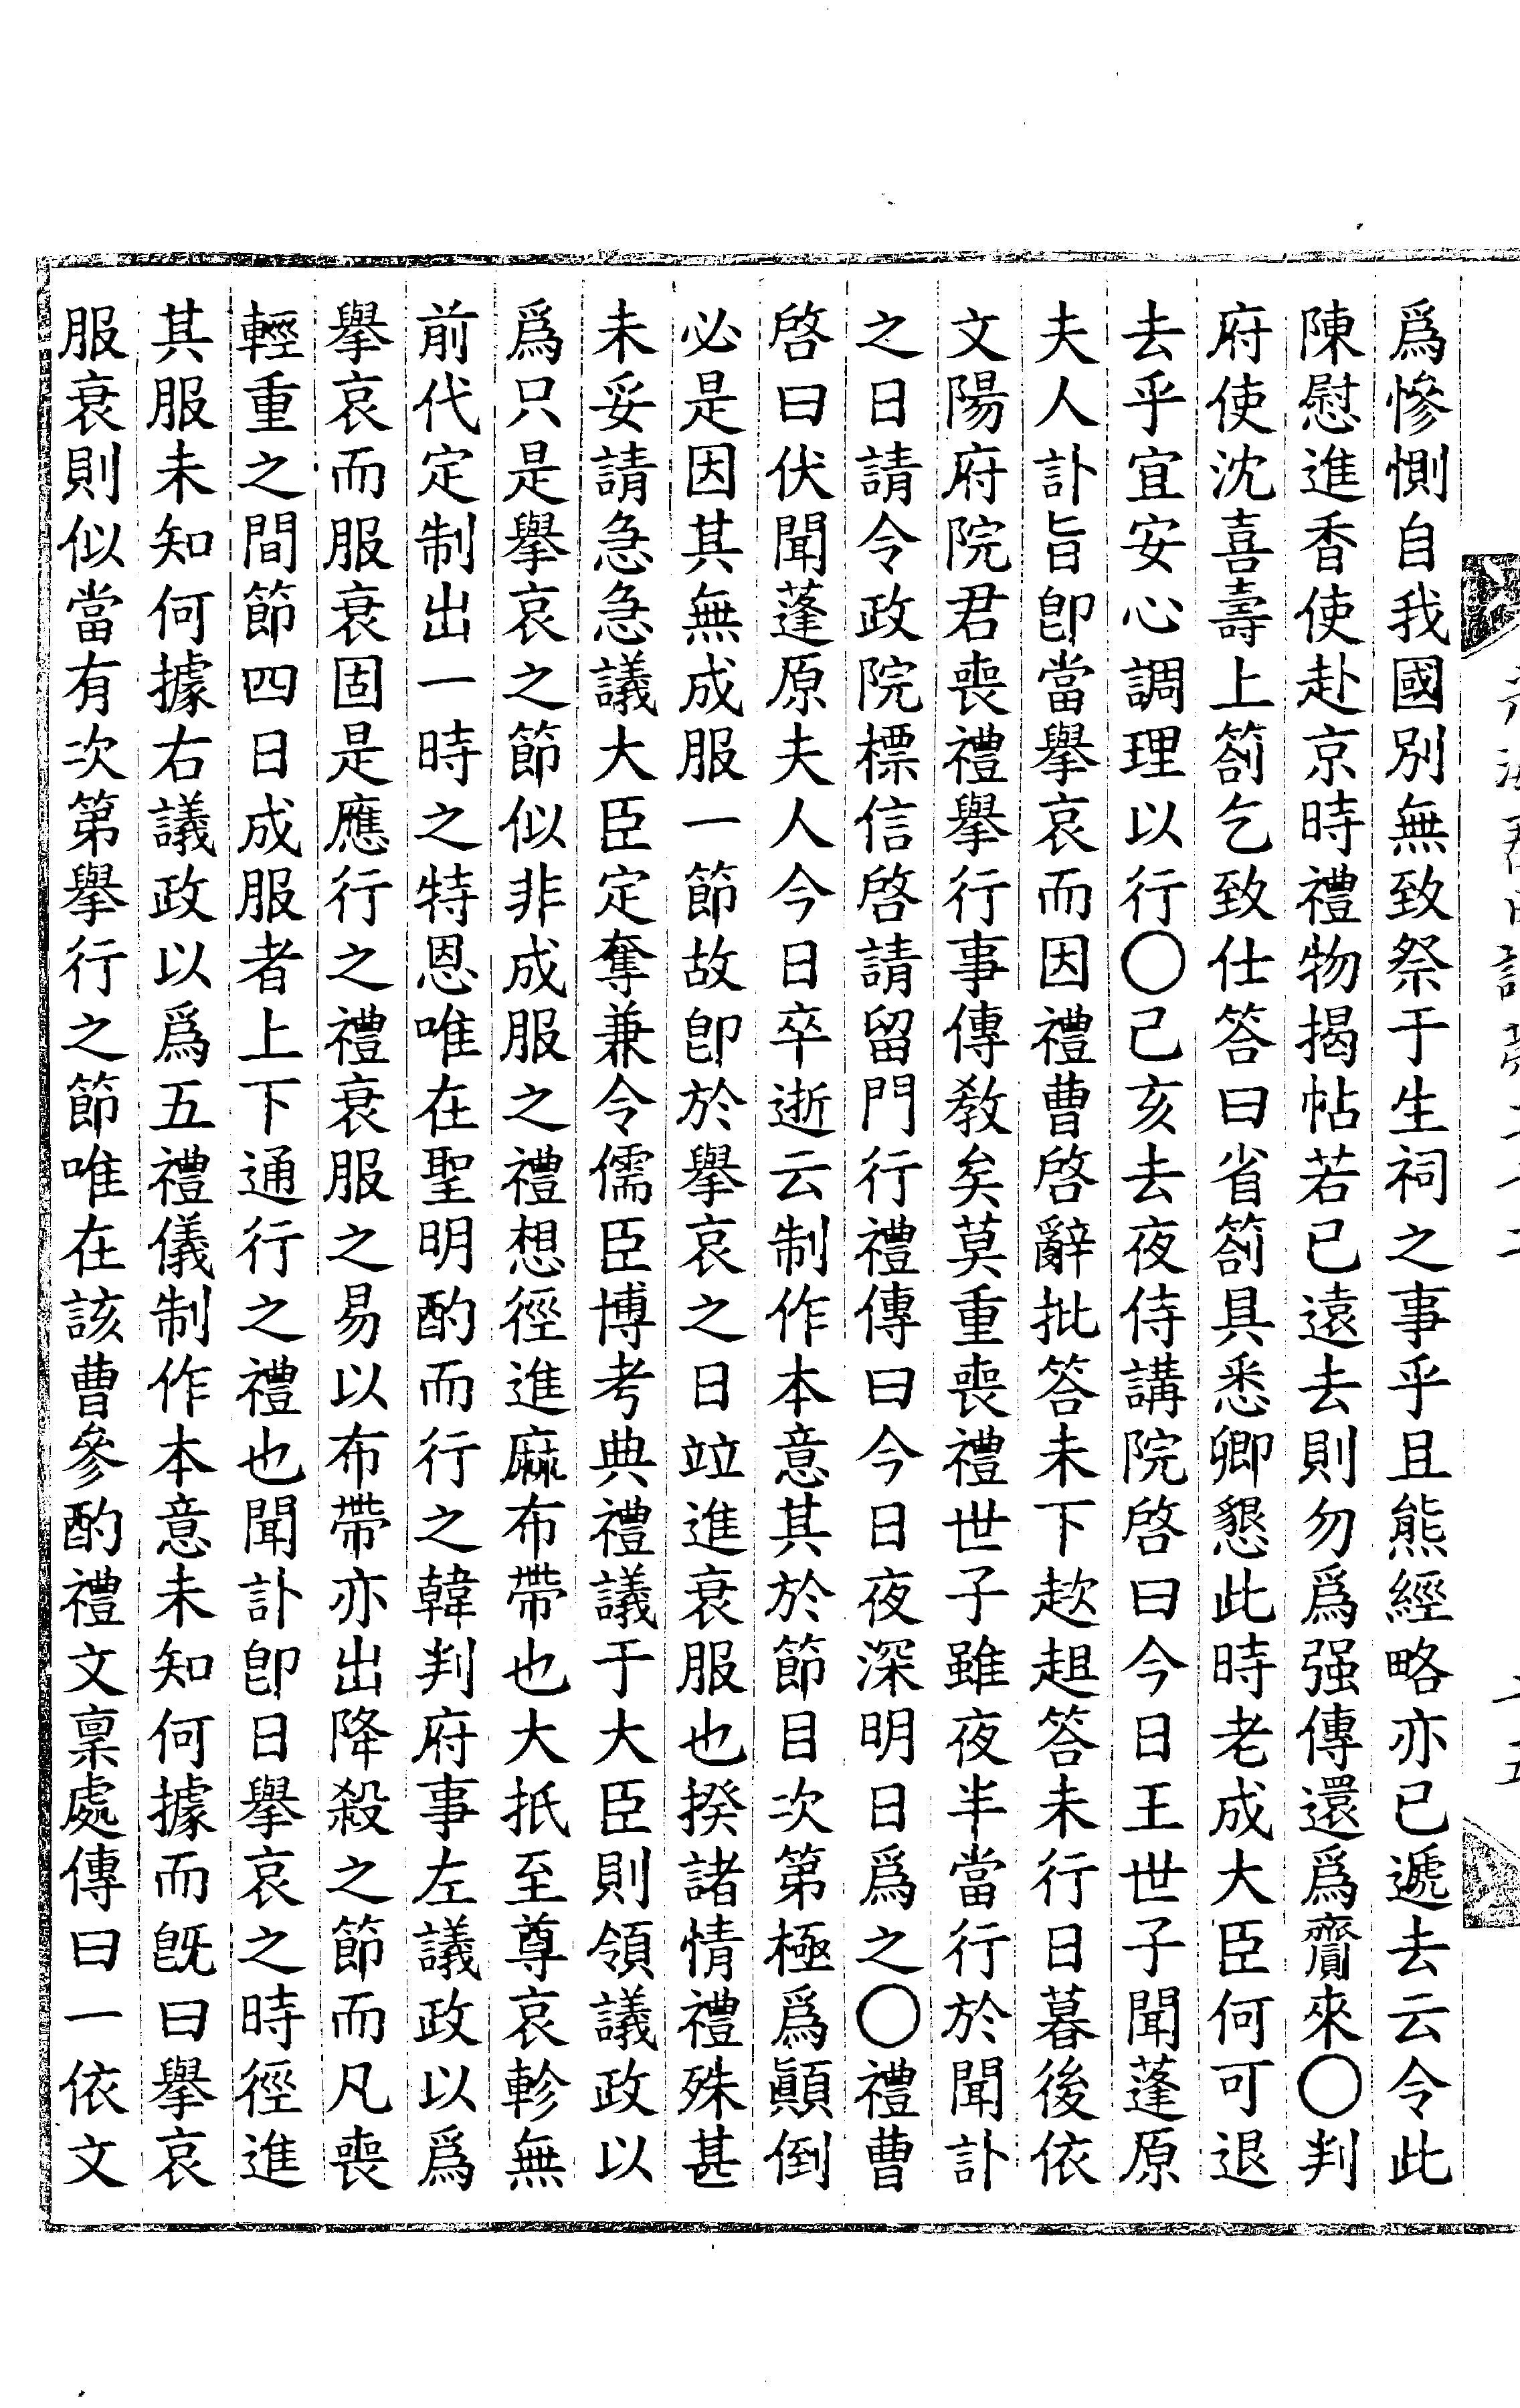 爲慘惻自我國別無致祭于生祠之事乎且熊經略亦已遞去云令此
陳慰進香使赴京時禮物揭帖若已遠去則勿爲强傳還爲齎來〇判
府使沈喜壽上箚乞致仕答曰省箚具悉卿懇此時老成大臣何可退
去乎宜安心調理以行〇己亥去夜侍講院啓曰今日王世子聞蓬原
夫人訃旨卽當擧哀而因禮曹啓辭批答未下趑趄答未行日暮後依
文陽府院君喪禮擧行事傳敎矣莫重喪禮世子雖夜半當行於聞訃
之日請令政院標信啓請留門行禮傳曰今日夜深明日爲之〇禮曹
啓曰伏聞蓬原夫人今日卒逝云制作本意其於節目次第極爲顚倒
必是因其無成服一節故卽於擧哀之日竝進衰服也揆諸情禮殊甚
未妥請急急議大臣定奪兼令儒臣博考典禮議于大臣則領議政以
爲只是擧哀之節似非成服之禮想徑進麻布帶也大抵至尊哀軫無
前代定制出一時之特恩唯在聖明酌而行之韓判府事左議政以爲
擧哀而服衰固是應行之禮衰服之易以布帶亦出降殺之節而凡喪
輕重之間節四日成服者上下通行之禮也聞訃卽日擧哀之時徑進
其服未知何據右議政以爲五禮儀制作本意未知何據而旣曰擧哀
服衰則似當有次第擧行之節唯在該曹參酌禮文稟處傳曰一依文